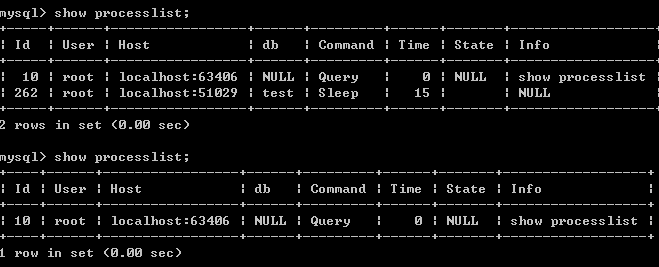 mysql> show processlist;
+-----+------+-----------------+------+---------+------+-------+------------------+
| Id  | User | Host            | db   | Command | Time | State | Info             |
+-----+------+-----------------+------+---------+------+-------+------------------+
|  10 | root | localhost:63406 | NULL | Query   |    0 | NULL  | show processlist |
| 262 | root | localhost:51029 | test | Sleep   |   15 |       | NULL             |
+-----+------+-----------------+------+---------+------+-------+------------------+
2 rows in set (0.00 sec)
mysql> show processlist;
+----+------+-----------------+------+---------+------+-------+------------------+
| Id | User | Host            | db   | Command | Time | State | Info             |
+----+------+-----------------+------+---------+------+-------+------------------+
| 10 | root | localhost:63406 | NULL | Query   |    0 | NULL  | show processlist |
+----+------+-----------------+------+---------+------+-------+------------------+
1 row in set (0.00 sec)